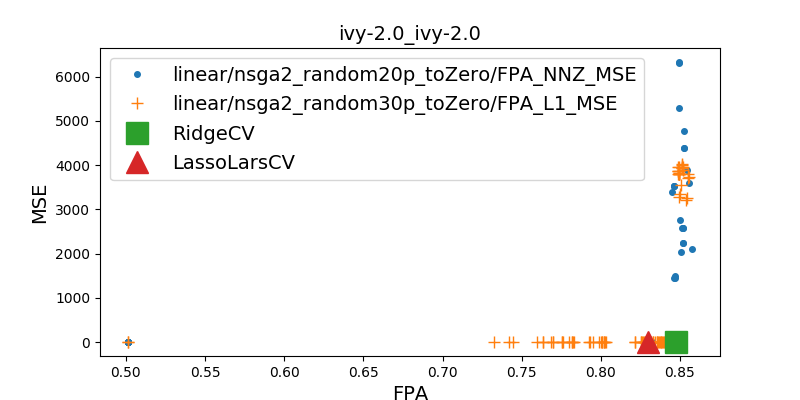 ivy-2.0_ivy-2.0
linear/nsga2_random20p_toZero/FPA_NNZ_MSE
linear/nsga2_random30p_toZero/FPA_L1_MSE
RidgeCV
LassoLarsCV
MSE
6000
5000
4000
3000
2000
1000
0
0.50 0.55 0.60 0.65 0.70 0.75 0.80 0.85
FPA